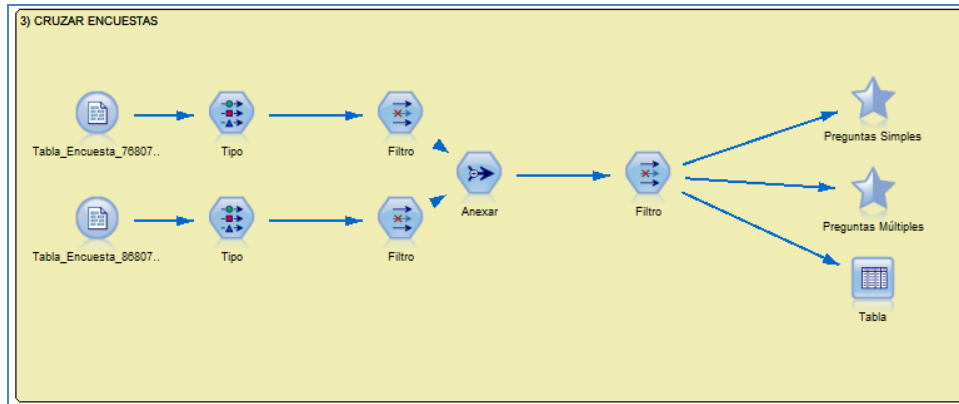 3) CRUZAR ENCUESTAS
Tabla_Encuesta_76807..
Tipo
Filtro
Preguntas Simples
Anexar
Filtro
Preguntas Múltiples
Tabla_Encuesta_86807..
Tipo
Filtro
Tabla